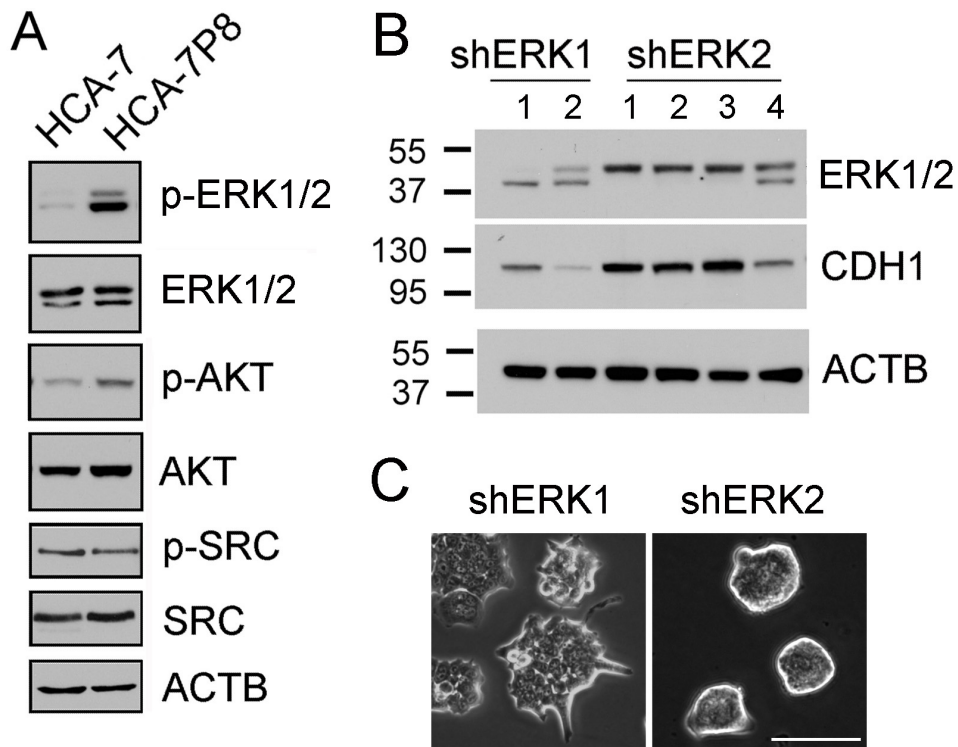 A
HCA-7
HCA-7P8
p-ERK1/2
ERK1/2
p-AKT
AKT
p-SRC
SRC
ACTB
B
shERK1 shERK2
1 2 1 2 3 4
55
37
ERK1/2
130
95
CDH1
55
37
ACTB
C
shERK1 shERK2